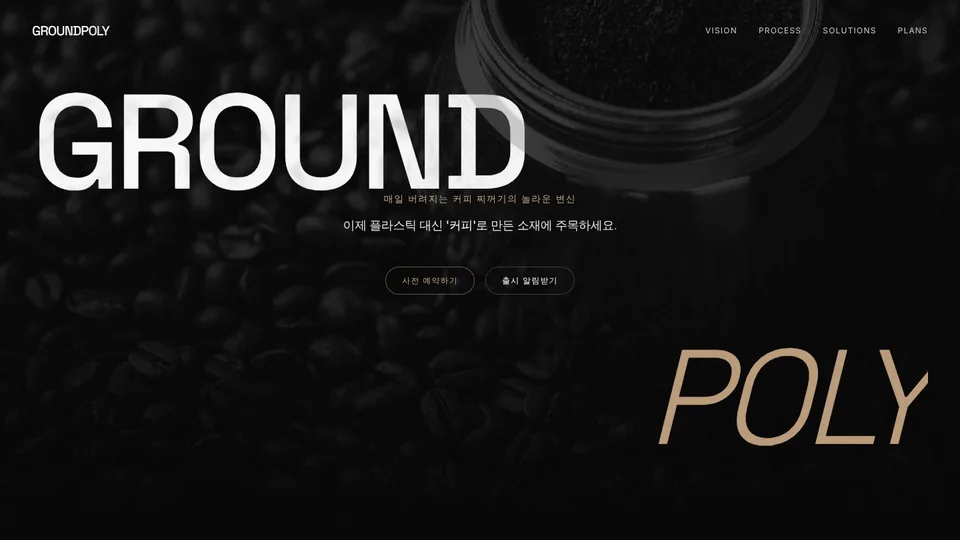 GROUNDPOLY
VISION PROCESS SOLUTIONS PLANS
GROUND
매일 버려지는 커피 찌꺼기의 놀라운 변신
이제 플라스틱 대신 '커피'로 만든 소재에 주목하세요.
사전 예약하기 출시 알림받기
POLY